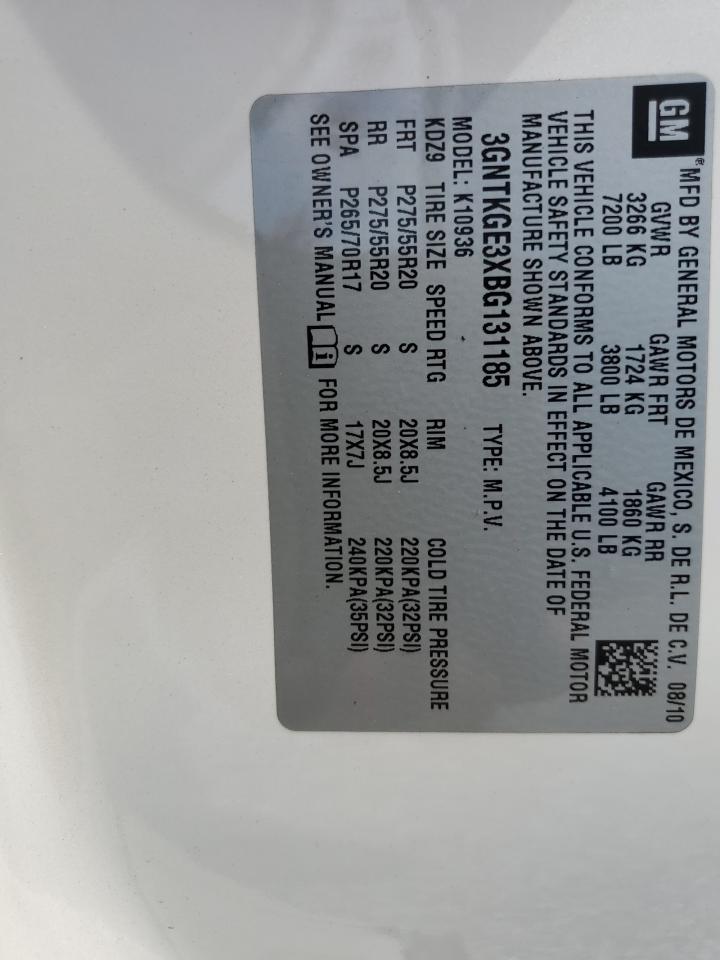 GM® MFD BY GENERAL MOTORS DE MEXICO, S. DE R.L. DE C.V. 08/10
GVWR GAWR FRT GAWR RR
3266 KG 1724 KG 1860 KG
7200 LB 3800 LB 4100 LB
THIS VEHICLE CONFORMS TO ALL APPLICABLE U.S. FEDERAL MOTOR
VEHICLE SAFETY STANDARDS IN EFFECT ON THE DATE OF
MANUFACTURE SHOWN ABOVE.
3GNTKGE3XBG131185 TYPE: M.P.V.
MODEL: K10936
KDZ9 TIRE SIZE SPEED RTG RIM COLD TIRE PRESSURE
FRT P275/55R20 S 20X8.5J 220KPA(32PSI)
RR P275/55R20 S 20X8.5J 220KPA(32PSI)
SPA P265/70R17 S 17X7J 240KPA(35PSI)
SEE OWNER'S MANUAL i FOR MORE INFORMATION.